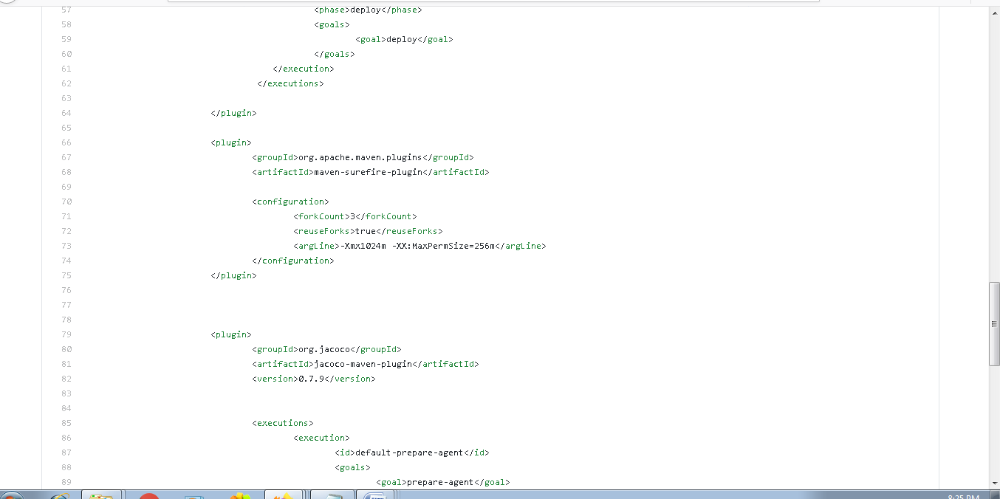 57 <phase>deploy</phase>
58 <goals>
59 <goal>deploy</goal>
60 </goals>
61 </execution>
62 </executions>
63
64 </plugin>
65
66 <plugin>
67 <groupId>org.apache.maven.plugins</groupId>
68 <artifactId>maven-surefire-plugin</artifactId>
69
70 <configuration>
71 <forkCount>3</forkCount>
72 <reuseForks>true</reuseForks>
73 <argLine>-Xmx1024m -XX:MaxPermSize=256m</argLine>
74 </configuration>
75 </plugin>
76
77
78
79 <plugin>
80 <groupId>org.jacoco</groupId>
81 <artifactId>jacoco-maven-plugin</artifactId>
82 <version>0.7.9</version>
83
84
85 <executions>
86 <execution>
87 <id>default-prepare-agent</id>
88 <goals>
89 <goal>prepare-agent</goal>
8:25 PM